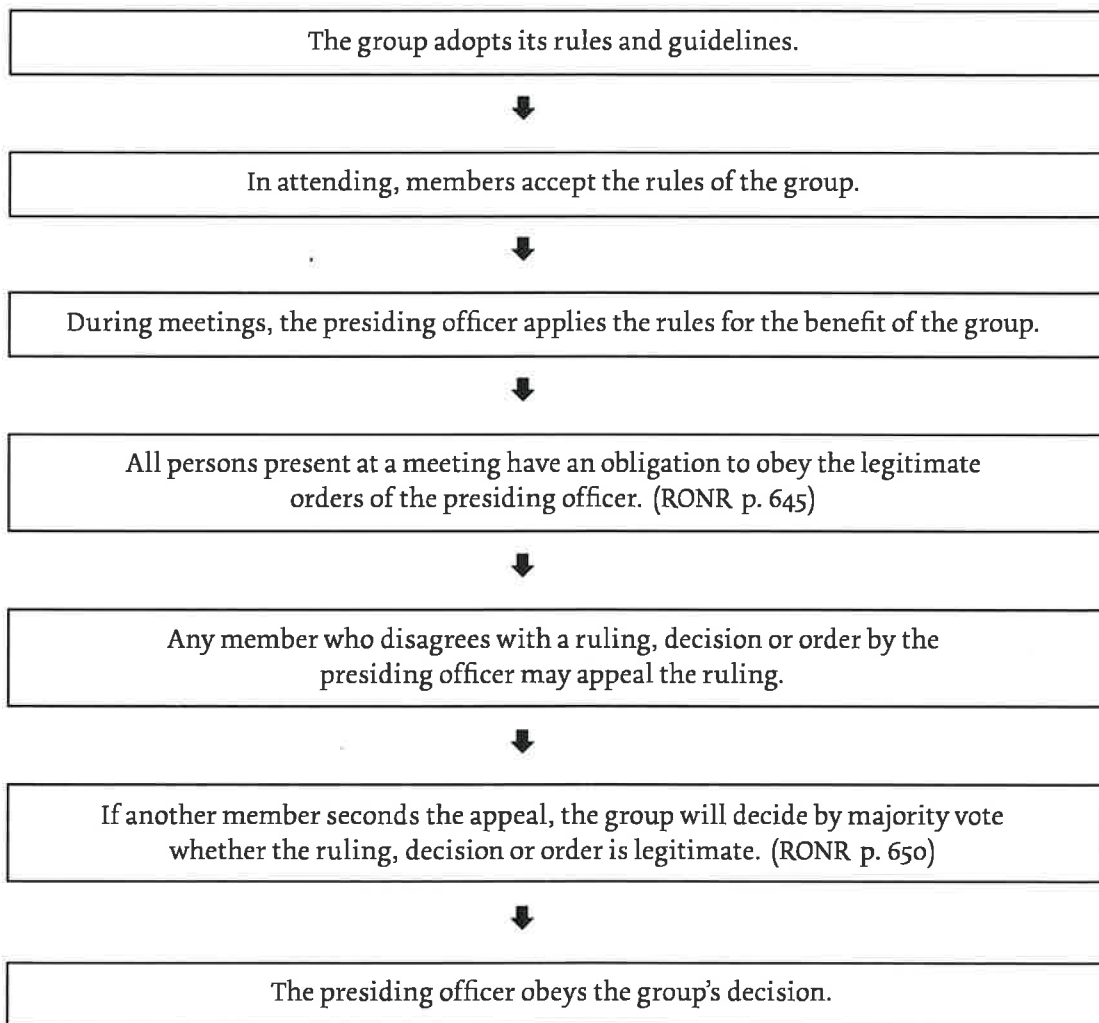 The group adopts its rules and guidelines.
In attending, members accept the rules of the group.
During meetings, the presiding officer applies the rules for the benefit of the group.
All persons present at a meeting have an obligation to obey the legitimate
orders of the presiding officer. (RONR p. 645)
Any member who disagrees with a ruling, decision or order by the
presiding officer may appeal the ruling.
If another member seconds the appeal, the group will decide by majority vote
whether the ruling, decision or order is legitimate. (RONR p. 650)
The presiding officer obeys the group's decision.